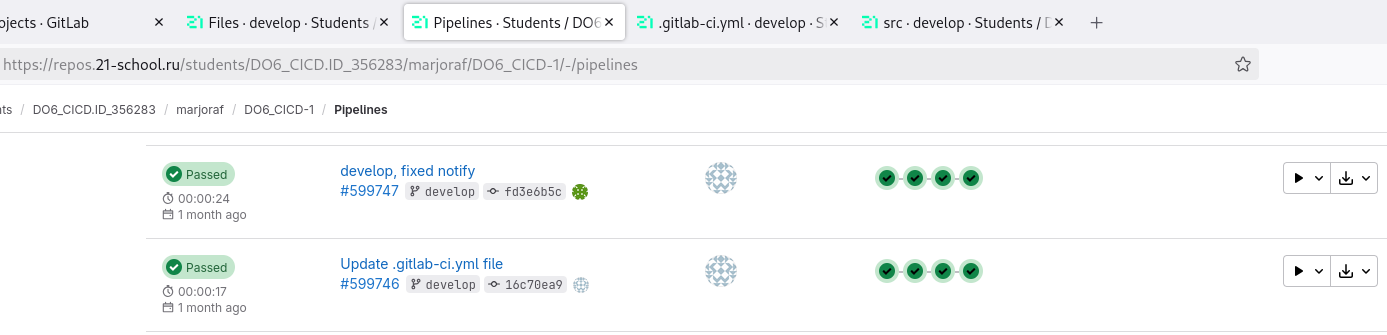 ojects · GitLab
Files · develop · Students /
Pipelines · Students / DO6
.gitlab-ci.yml · develop · S
src · develop · Students / D
https://repos.21-school.ru/students/DO6_CICD.ID_356283/marjoraf/DO6_CICD-1/-/pipelines
nts / DO6_CICD.ID_356283 / marjoraf / DO6_CICD-1 / Pipelines
Passed
develop, fixed notify
#599747 develop fd3e6b5c
00:00:24
1 month ago
Passed
Update .gitlab-ci.yml file
#599746 develop 16c70ea9
00:00:17
1 month ago